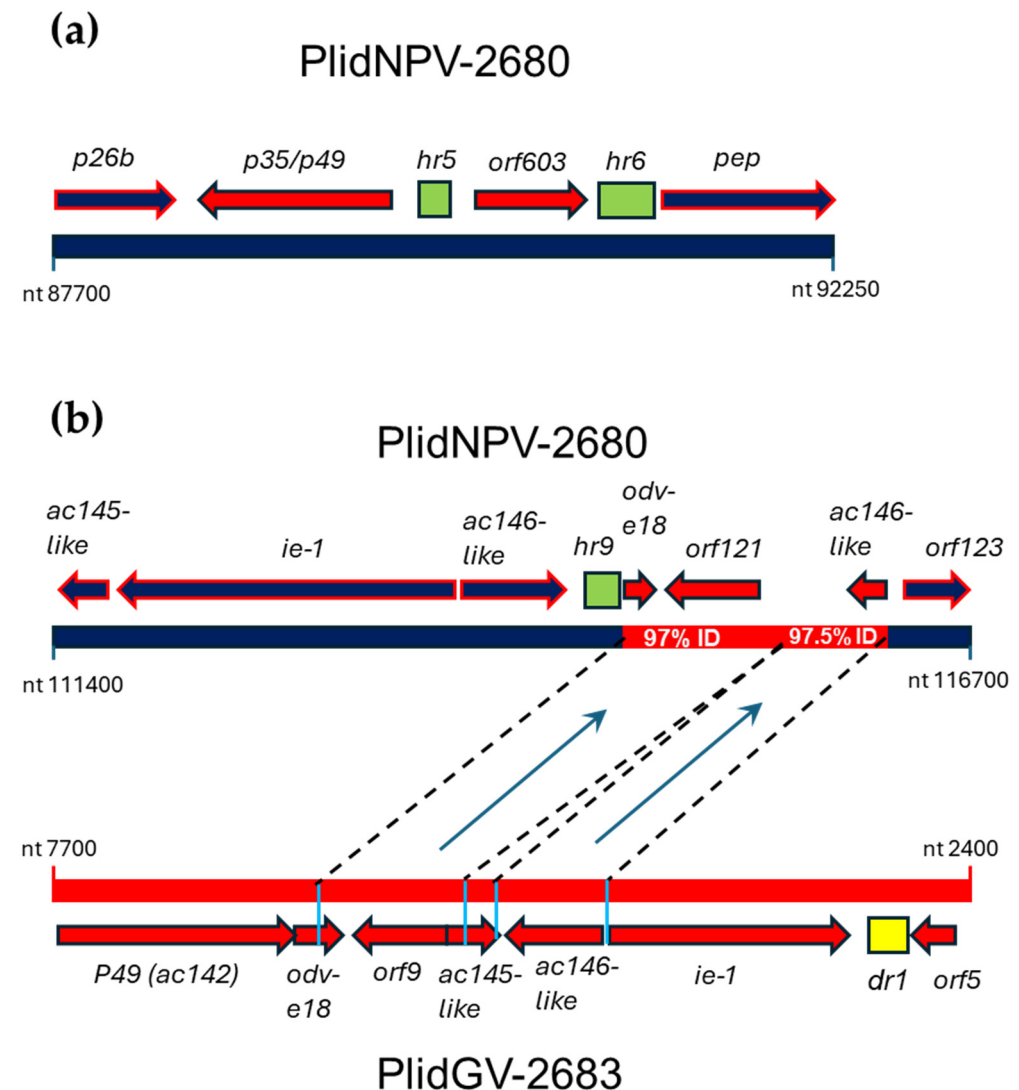 (a)
PlidNPV-2680
p26b p35/p49 hr5 orf603 hr6 pep
nt 87700 nt 92250
(b)
PlidNPV-2680
ac145-
like
ie-1
ac146-
like
hr9
odv-
e18
orf121
ac146-
like
orf123
97% ID 97.5% ID
nt 111400 nt 116700
nt 7700 nt 2400
P49 (ac142)
odv-
e18
orf9
ac145-
like
ac146-
like
ie-1
dr1
orf5
PlidGV-2683